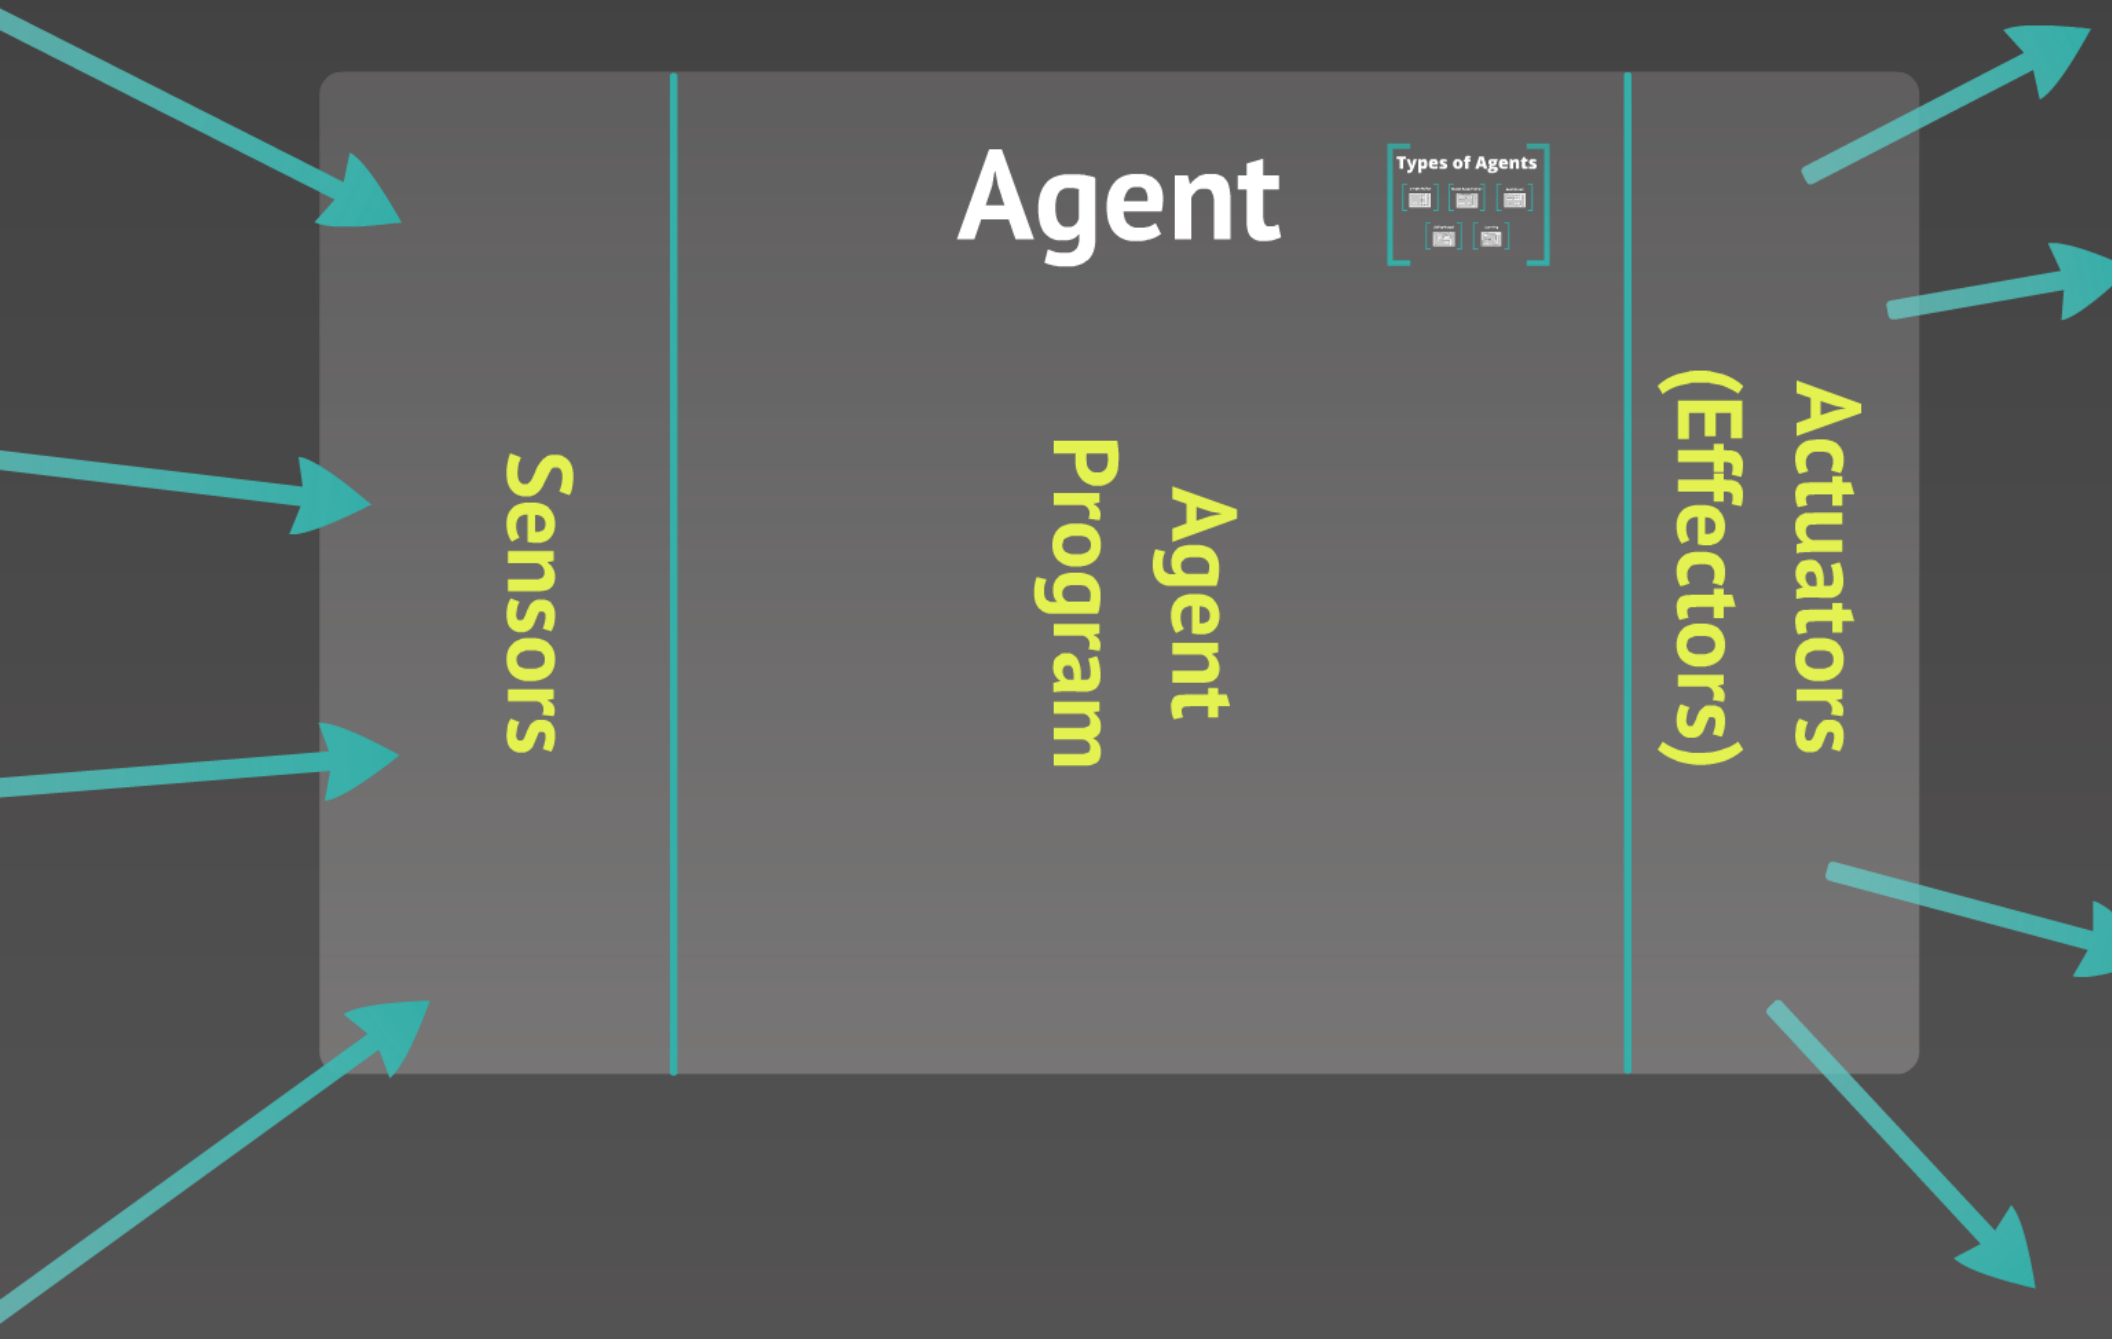 Agent
Types of Agents
Sensors
Agent
Program
Actuators
(Effectors)